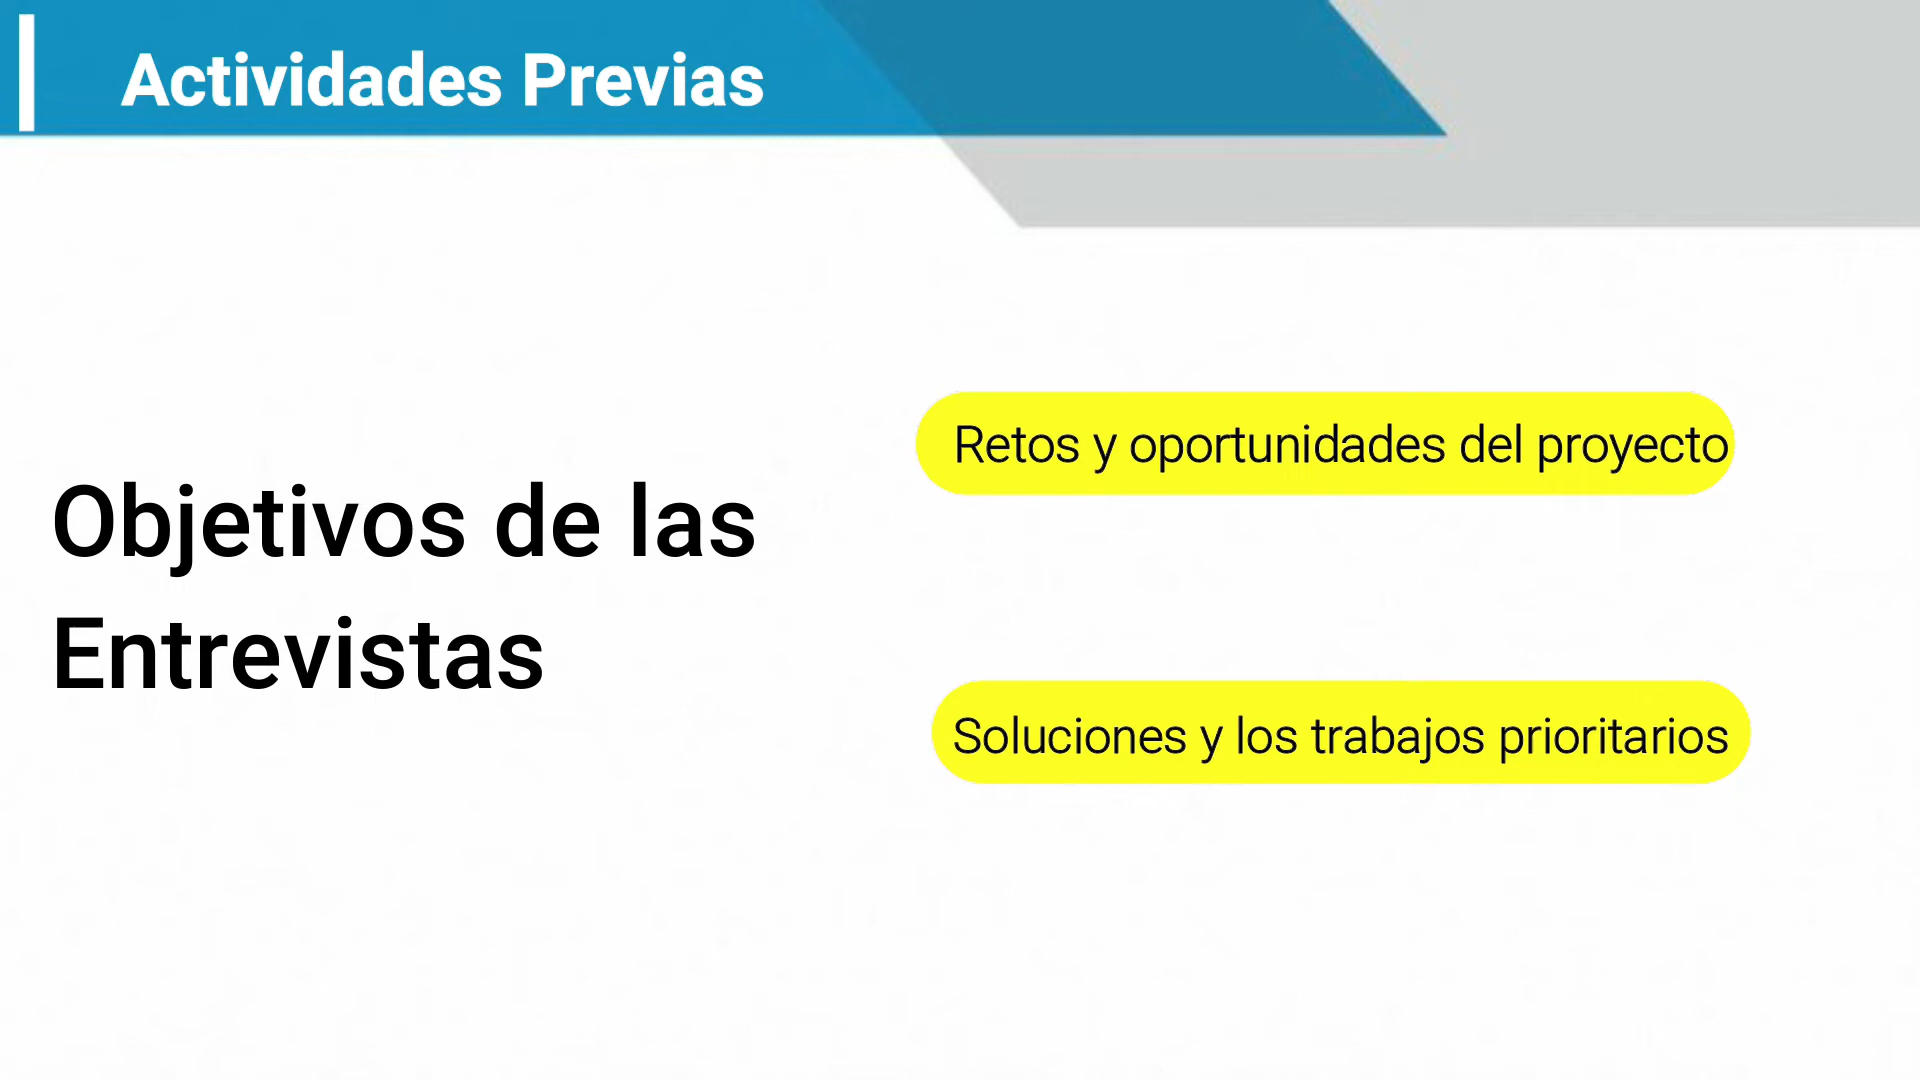 Actividades Previas
Objetivos de las
Entrevistas
Retos y oportunidades del proyecto
Soluciones y los trabajos prioritarios